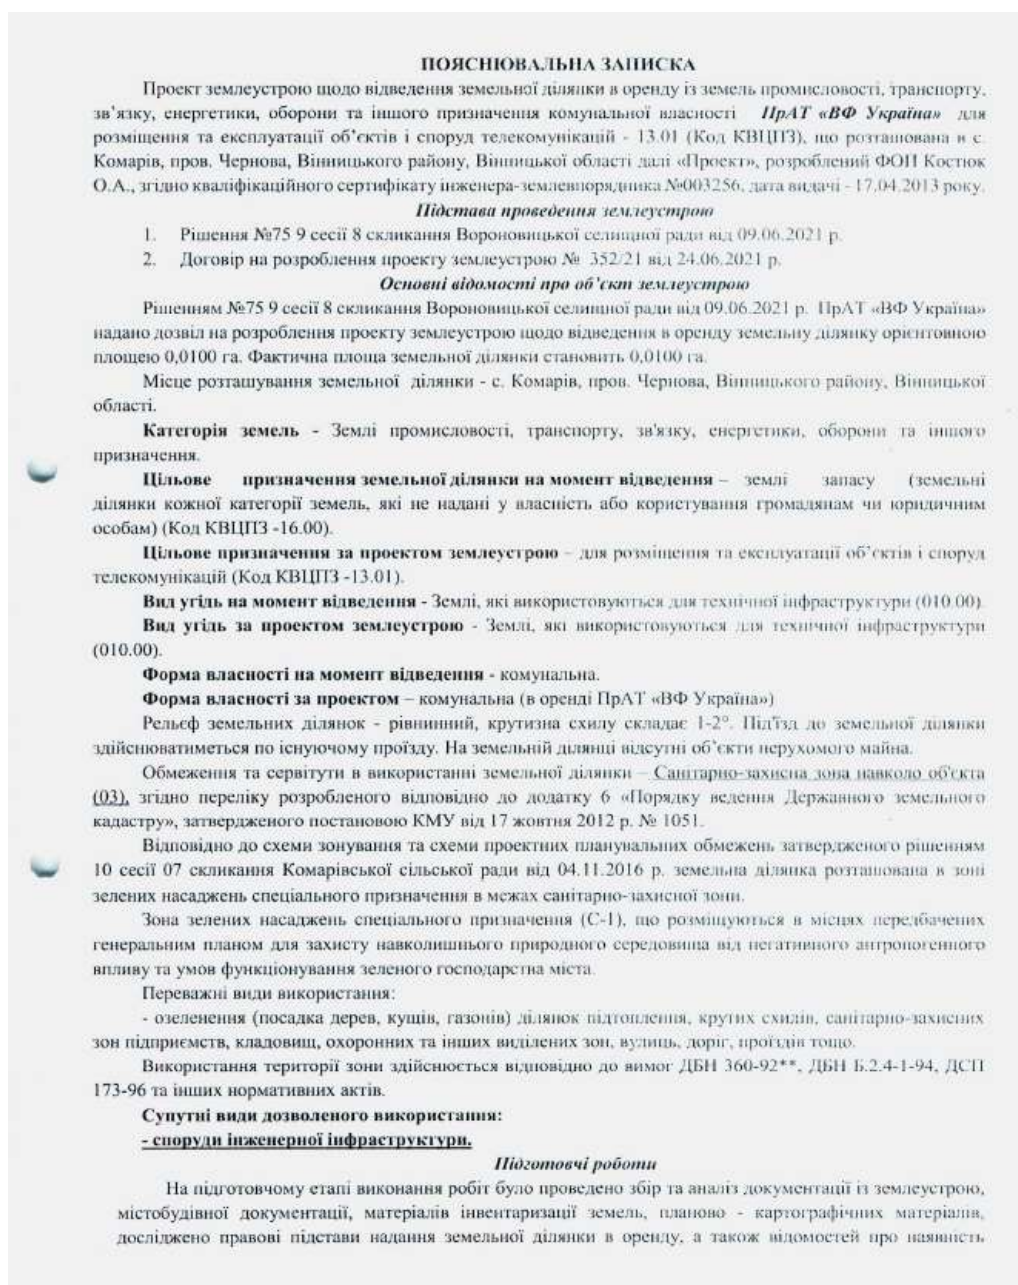 ПОЯСНЮВАЛЬНА ЗАПИСКА
Проект землеустрою щодо відведення земельної ділянки в оренду із земель промисловості, транспорту,
зв’язку, енергетики, оборони та іншого призначення комунальної власності ПрАТ «ВФ Україна» для
розміщення та експлуатації об’єктів і споруд телекомунікацій - 13.01 (Код КВЦПЗ), що розташована в с.
Комарів, пров. Чернова, Вінницького району, Вінницької області далі «Проект», розроблений ФОП Костюк
О.А., згідно кваліфікаційного сертифікату інженера-землевпорядника №003256, дата видачі - 17.04.2013 року.
Підстава проведення землеустрою
1. Рішення №75 9 сесії 8 скликання Вороновицької селищної ради від 09.06.2021 р.
2. Договір на розроблення проекту землеустрою № 352/21 від 24.06.2021 р.
Основні відомості про об’єкт землеустрою
Рішенням №75 9 сесії 8 скликання Вороновицької селищної ради від 09.06.2021 р. ПрАТ «ВФ Україна»
надано дозвіл на розроблення проекту землеустрою щодо відведення в оренду земельну ділянку орієнтовною
площею 0,0100 га. Фактична площа земельної ділянки становить 0,0100 га.
Місце розташування земельної ділянки - с. Комарів, пров. Чернова, Вінницького району, Вінницької
області.
Категорія земель - Землі промисловості, транспорту, зв'язку, енергетики, оборони та іншого
призначення.
Цільове призначення земельної ділянки на момент відведення – землі запасу (земельні
ділянки кожної категорії земель, які не надані у власність або користування громадянам чи юридичним
особам) (Код КВЦПЗ -16.00).
Цільове призначення за проектом землеустрою – для розміщення та експлуатації об’єктів і споруд
телекомунікацій (Код КВЦПЗ -13.01).
Вид угідь на момент відведення - Землі, які використовуються для технічної інфраструктури (010.00)
Вид угідь за проектом землеустрою - Землі, які використовуються для технічної інфраструктури
(010.00).
Форма власності на момент відведення - комунальна.
Форма власності за проектом – комунальна (в оренді ПрАТ «ВФ Україна»)
Рельєф земельних ділянок - рівнинний, крутизна схилу складає 1-2°. Під'їзд до земельної ділянки
здійснюватиметься по існуючому проїзду. На земельній ділянці відсутні об’єкти нерухомого майна.
Обмеження та сервітути в використанні земельної ділянки – Санітарно-захисна зона навколо об'єкта
(03), згідно переліку розробленого відповідно до додатку 6 «Порядку ведення Державного земельного
кадастру», затвердженого постановою КМУ від 17 жовтня 2012 р. № 1051.
Відповідно до схеми зонування та схеми проектних планувальних обмежень затвердженого рішенням
10 сесії 07 скликання Комарівської сільської ради від 04.11.2016 р. земельна ділянка розташована в зоні
зелених насаджень спеціального призначення в межах санітарно-захисної зони.
Зона зелених насаджень спеціального призначення (С-1), що розміщуються в місцях передбачених
генеральним планом для захисту навколишнього природного середовища від негативного антропогенного
впливу та умов функціонування зеленого господарства міста.
Переважні види використання:
- озеленення (посадка дерев, кущів, газонів) ділянок підтоплення, крутих схилів, санітарно-захисних
зон підприємств, кладовищ, охоронних та інших виділених зон, вулиць, доріг, проїздів тощо.
Використання території зони здійснюється відповідно до вимог ДБН 360-92**, ДБН Б.2.4-1-94, ДСП
173-96 та інших нормативних актів.
Супутні види дозволеного використання:
- споруди інженерної інфраструктури.
Підготовчі роботи
На підготовчому етапі виконання робіт було проведено збір та аналіз документації із землеустрою,
містобудівної документації, матеріалів інвентаризації земель, планово - картографічних матеріалів,
досліджено правові підстави надання земельної ділянки в оренду, а також відомостей про наявність